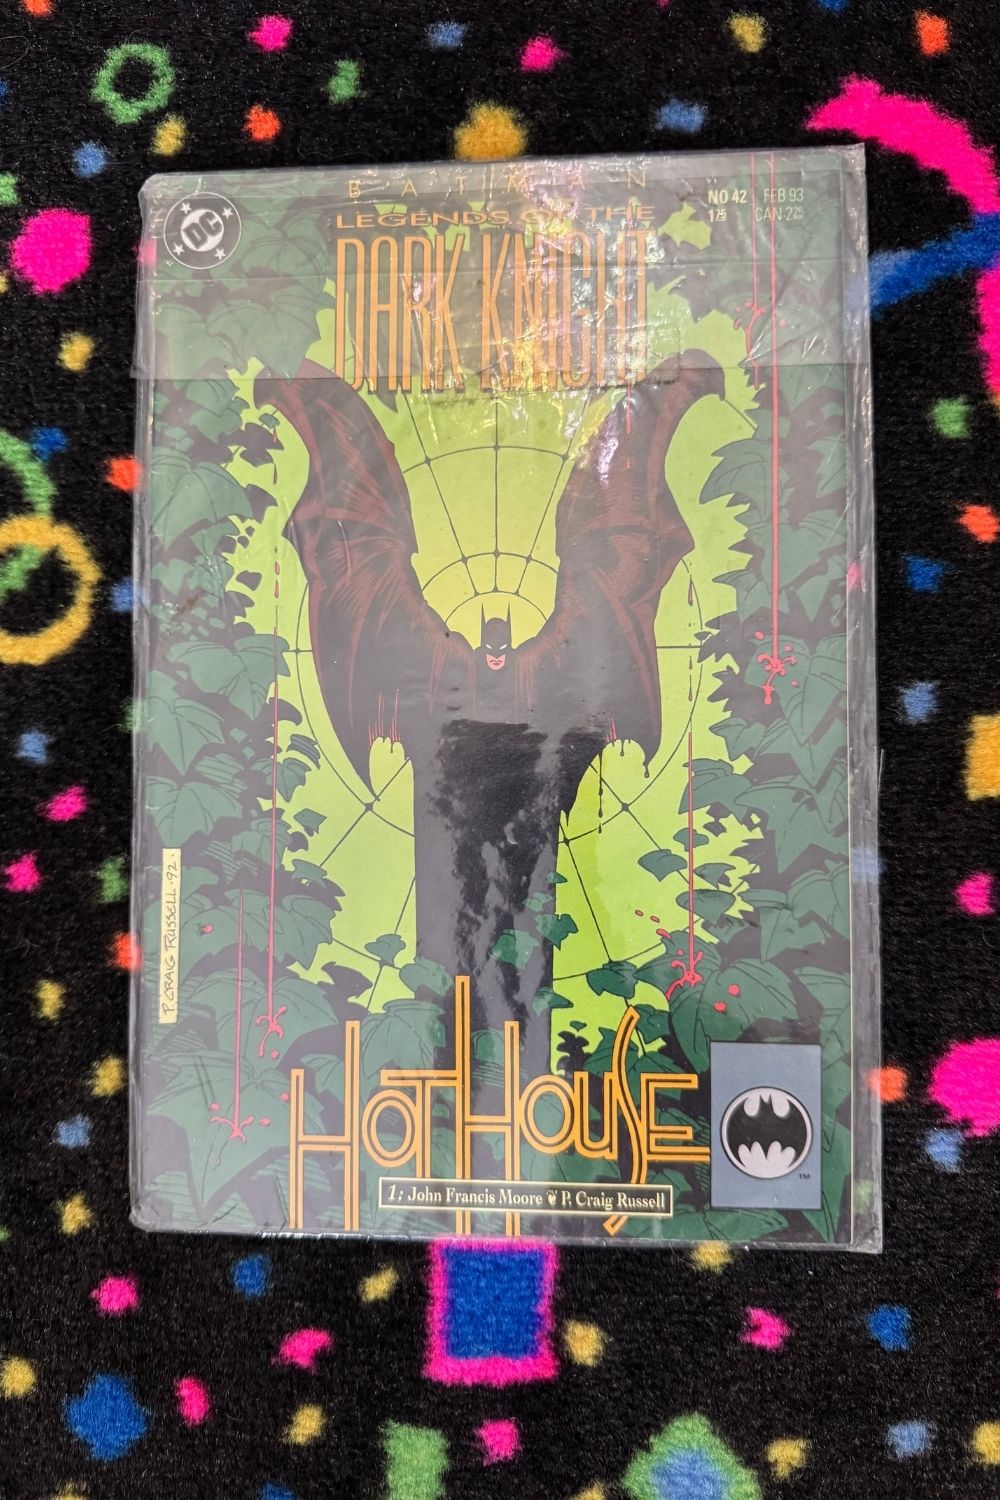 DC
BATMAN
LEGENDS OF THE
DARK KNIGHT
NO 42 FEB 93
1.75 CAN 2.25
P. CRAIG RUSSELL · 92 ·
HOTHOUSE
TM
1: John Francis Moore ❦ P. Craig Russell